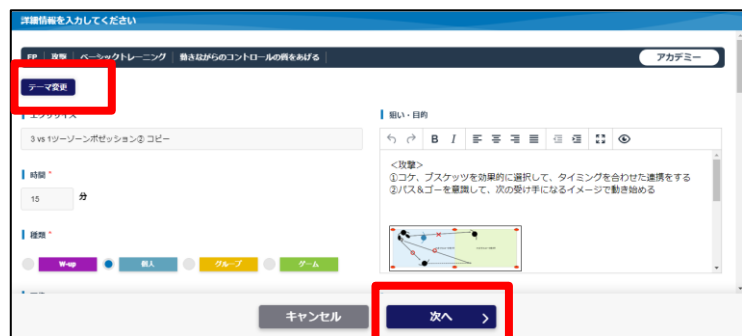 詳細情報を入力してください
FP 攻撃 ベーシックトレーニング 動きながらのコントロールの質をあげる アカデミー
テーマ変更
エクササイズ
3 vs 1ツーゾーンポゼッション② コピー
時間 *
15 分
種類 *
W-up 個人 グループ ゲーム
狙い・目的
B I
<攻撃>
①コケ、ブスケッツを効果的に選択して、タイミングを合わせた連携をする
②パス&ゴーを意識して、次の受け手になるイメージで動き始める
キャンセル 次へ